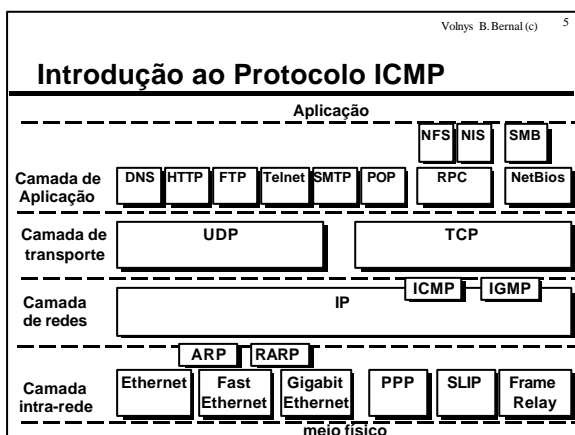 Volnys B. Bernal (c) 5
Introdução ao Protocolo ICMP
Aplicação
NFS NIS SMB
Camada de Aplicação
DNS HTTP FTP Telnet SMTP POP RPC NetBios
Camada de transporte
UDP TCP
ICMP IGMP
Camada de redes
IP
ARP RARP
Camada intra-rede
Ethernet Fast Ethernet Gigabit Ethernet PPP SLIP Frame Relay
meio físico